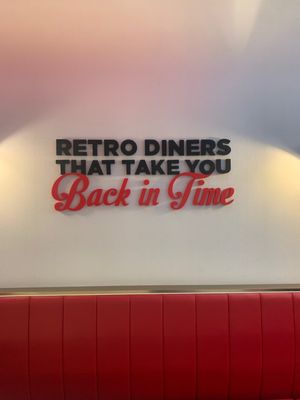 RETRO DINERS
THAT TAKE YOU
Back in Time